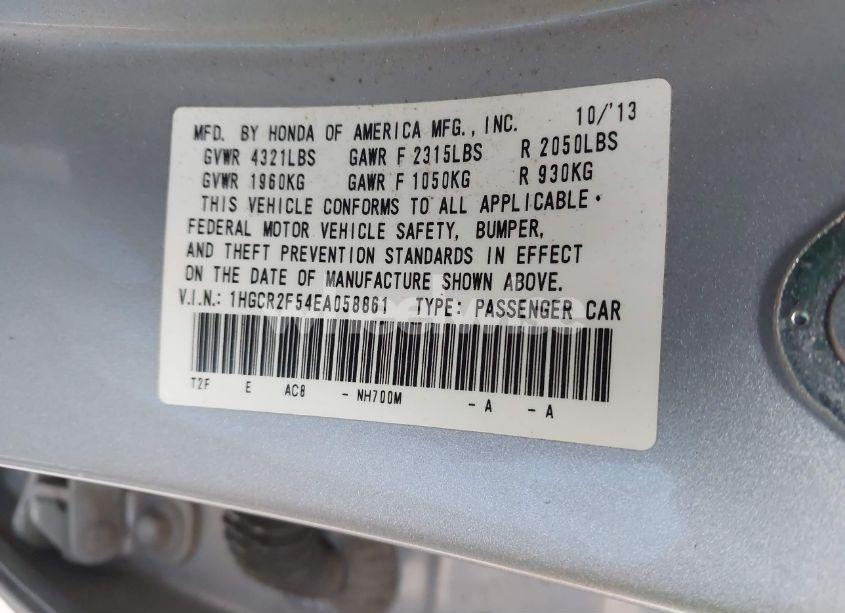 MFD. BY HONDA OF AMERICA MFG., INC. 10/'13
GVWR 4321LBS GAWR F 2315LBS R 2050LBS
GVWR 1960KG GAWR F 1050KG R 930KG
THIS VEHICLE CONFORMS TO ALL APPLICABLE
FEDERAL MOTOR VEHICLE SAFETY, BUMPER,
AND THEFT PREVENTION STANDARDS IN EFFECT
ON THE DATE OF MANUFACTURE SHOWN ABOVE.
V.I.N.: 1HGCR2F54EA058861 TYPE: PASSENGER CAR
T2F E AC8 - NH700M - A - A